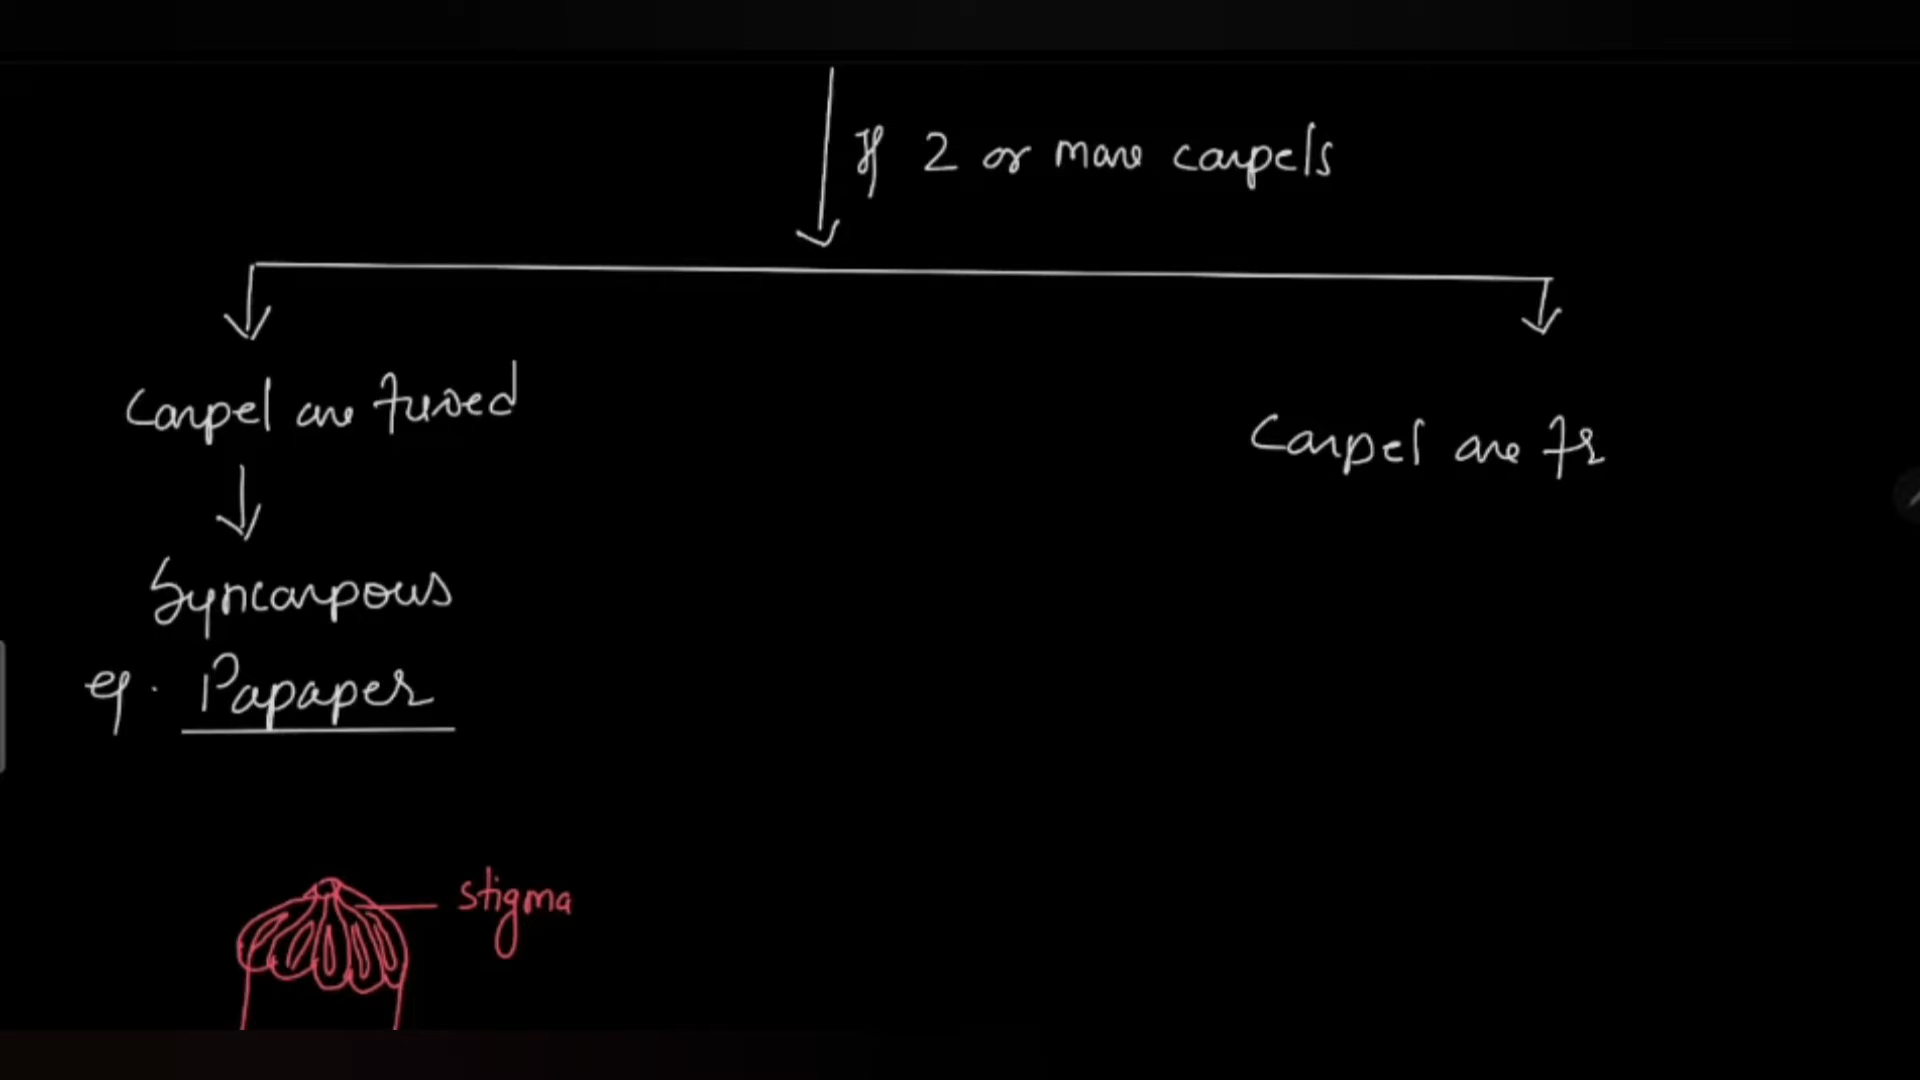 If 2 or more carpels
Carpel are fused
Carpel are fr
Syncarpous
eg. Papaper
stigma